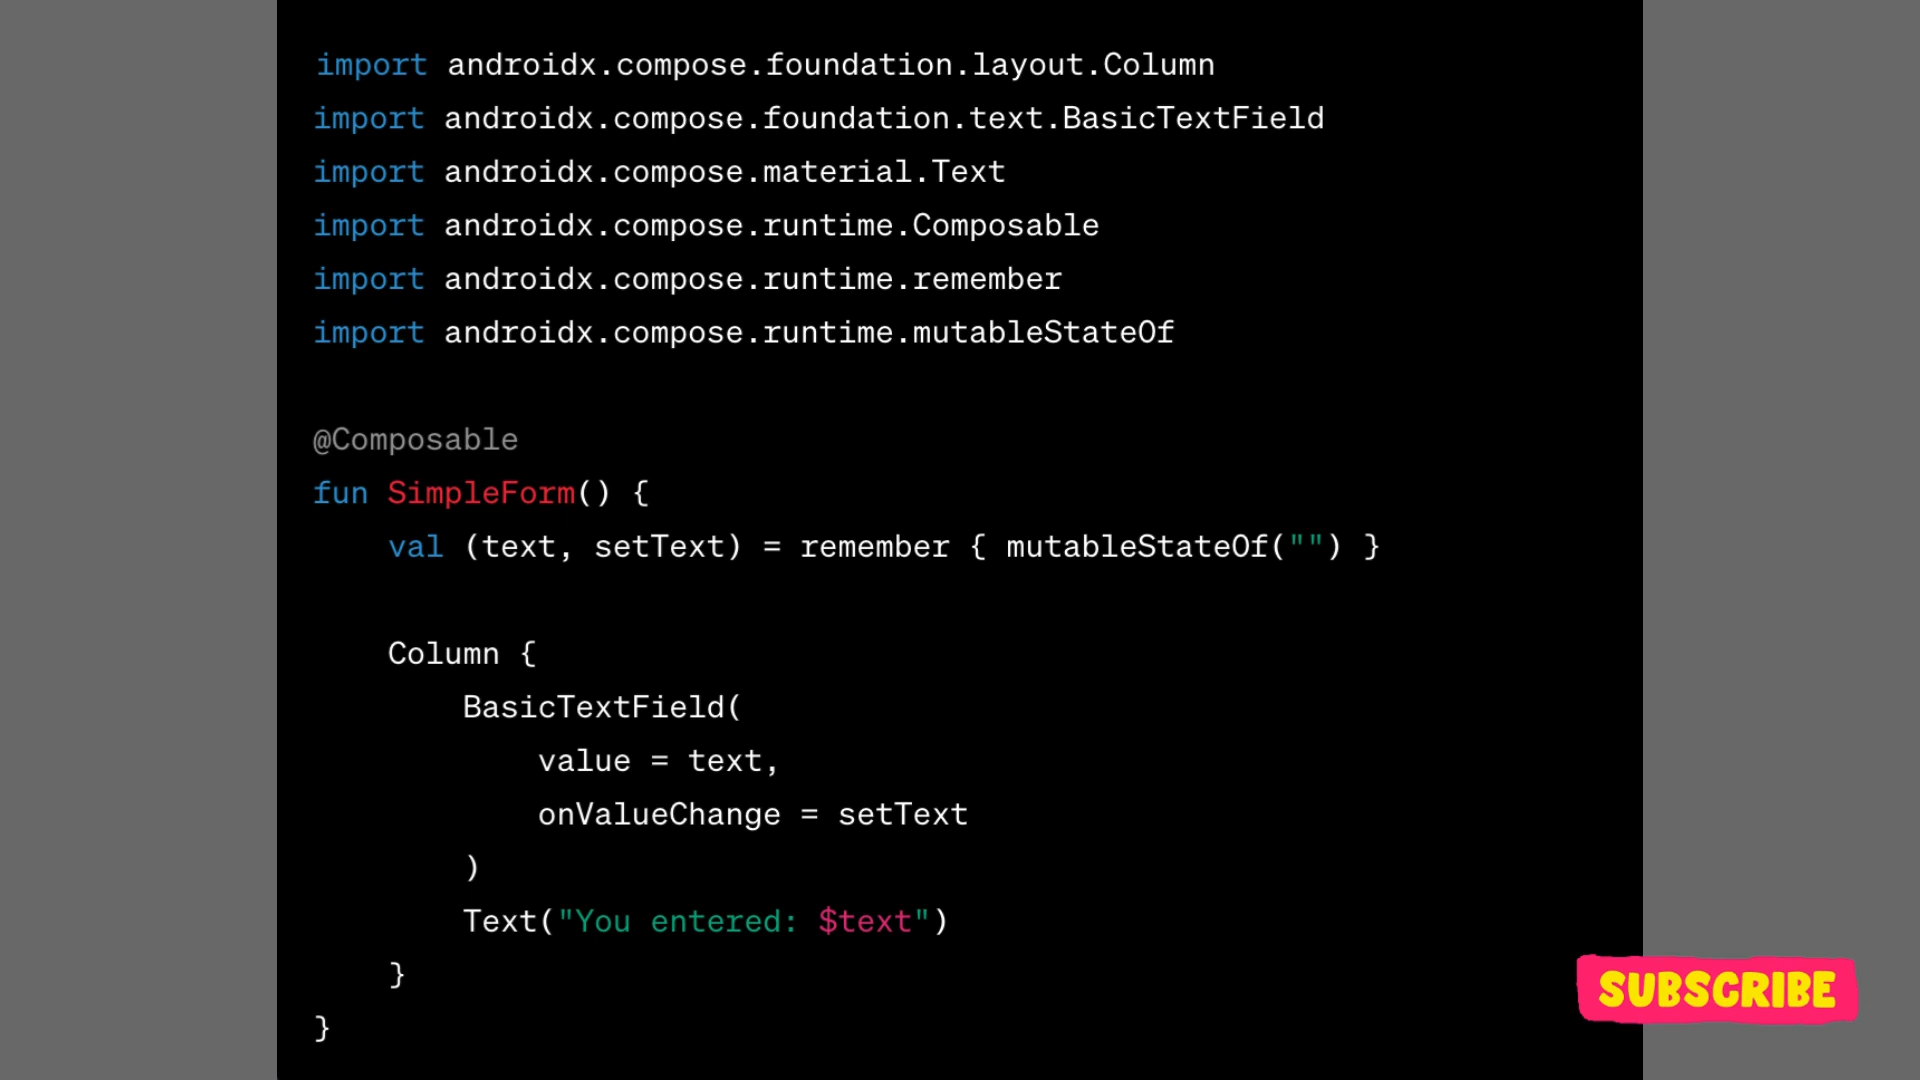 import androidx.compose.foundation.layout.Column
import androidx.compose.foundation.text.BasicTextField
import androidx.compose.material.Text
import androidx.compose.runtime.Composable
import androidx.compose.runtime.remember
import androidx.compose.runtime.mutableStateOf

@Composable
fun SimpleForm() {
    val (text, setText) = remember { mutableStateOf("") }

    Column {
        BasicTextField(
            value = text,
            onValueChange = setText
        )
        Text("You entered: $text")
    }
}
SUBSCRIBE